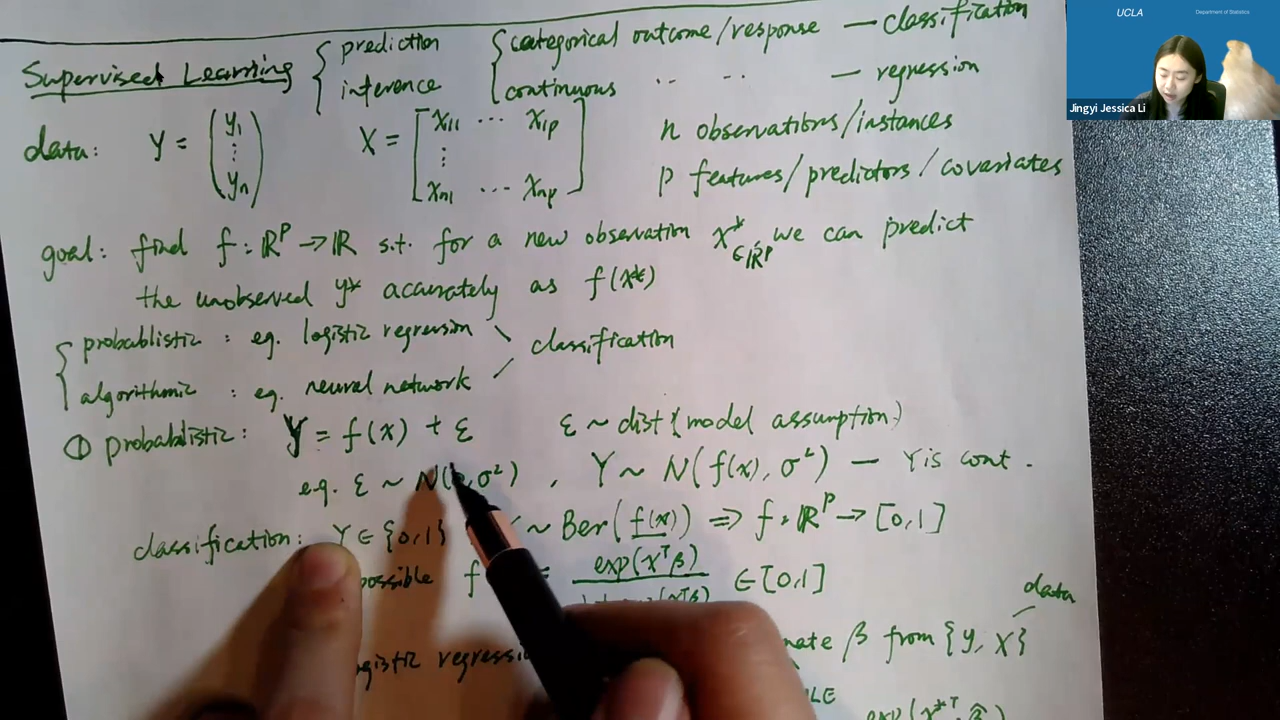 UCLA
Department of Statistics
Jingyi Jessica Li
Supervised Learning { prediction { categorical outcome/response — classification
inference continuous ‥ ‥ — regression
data: Y = (y1 ⋮ yn) X = [x11 ⋯ x1p ⋮ xn1 ⋯ xnp] n observations/instances
p features/predictors/covariates
goal: find f: ℝ^p → ℝ s.t. for a new observation x* ∈ℝ^p, we can predict
the unobserved y* accurately as f(x*)
{ probablistic : eg. logistic regression \ classification
algorithmic : eg. neural network /
① probablistic: Y = f(x) + ε ε ~ dist (model assumption)
e.g. ε ~ N( , σ²) , Y ~ N(f(x), σ²) — Y is cont.
classification: Y ∈ {0,1} ~ Ber(f(x)) ⇒ f: ℝ^p → [0,1]
possible f = exp(x^Tβ) ∈ [0,1]
data
β from {Y, X}
exp(x*^T β̂)